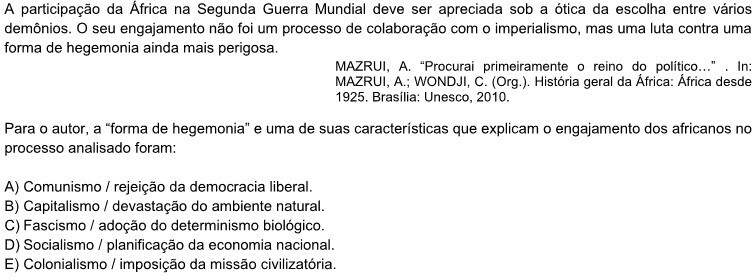 A participação da África na Segunda Guerra Mundial deve ser apreciada sob a ótica da escolha entre vários
demônios. O seu engajamento não foi um processo de colaboração com o imperialismo, mas uma luta contra uma
forma de hegemonia ainda mais perigosa.
MAZRUI, A. “Procurai primeiramente o reino do político...” . In:
MAZRUI, A.; WONDJI, C. (Org.). História geral da África: África desde
1925. Brasília: Unesco, 2010.
Para o autor, a “forma de hegemonia” e uma de suas características que explicam o engajamento dos africanos no
processo analisado foram:
A) Comunismo / rejeição da democracia liberal.
B) Capitalismo / devastação do ambiente natural.
C) Fascismo / adoção do determinismo biológico.
D) Socialismo / planificação da economia nacional.
E) Colonialismo / imposição da missão civilizatória.